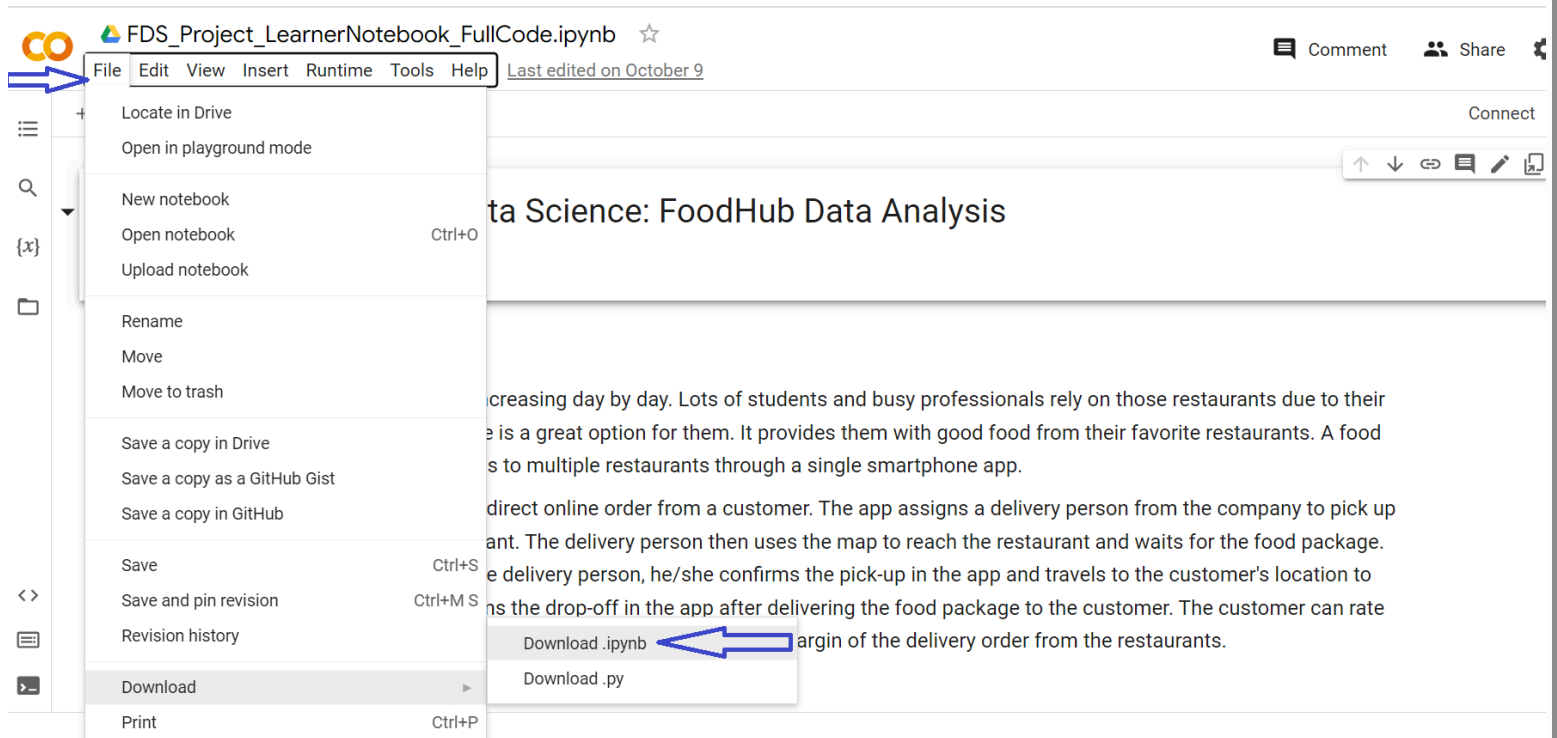 FDS_Project_LearnerNotebook_FullCode.ipynb
File Edit View Insert Runtime Tools Help Last edited on October 9
Comment Share
Connect
Locate in Drive
Open in playground mode
New notebook
Open notebook Ctrl+O
Upload notebook
Rename
Move
Move to trash
Save a copy in Drive
Save a copy as a GitHub Gist
Save a copy in GitHub
Save Ctrl+S
Save and pin revision Ctrl+M S
Revision history
Download
Print Ctrl+P
Download .ipynb
Download .py
{x}
ta Science: FoodHub Data Analysis
creasing day by day. Lots of students and busy professionals rely on those restaurants due to their
e is a great option for them. It provides them with good food from their favorite restaurants. A food
s to multiple restaurants through a single smartphone app.
direct online order from a customer. The app assigns a delivery person from the company to pick up
ant. The delivery person then uses the map to reach the restaurant and waits for the food package.
e delivery person, he/she confirms the pick-up in the app and travels to the customer's location to
ns the drop-off in the app after delivering the food package to the customer. The customer can rate
argin of the delivery order from the restaurants.